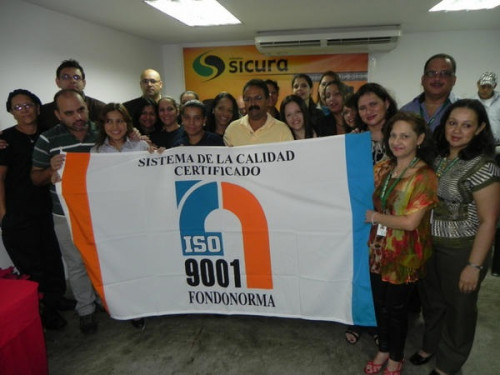 sicura
SISTEMA DE LA CALIDAD
CERTIFICADO
ISO
9001
FONDONORMA